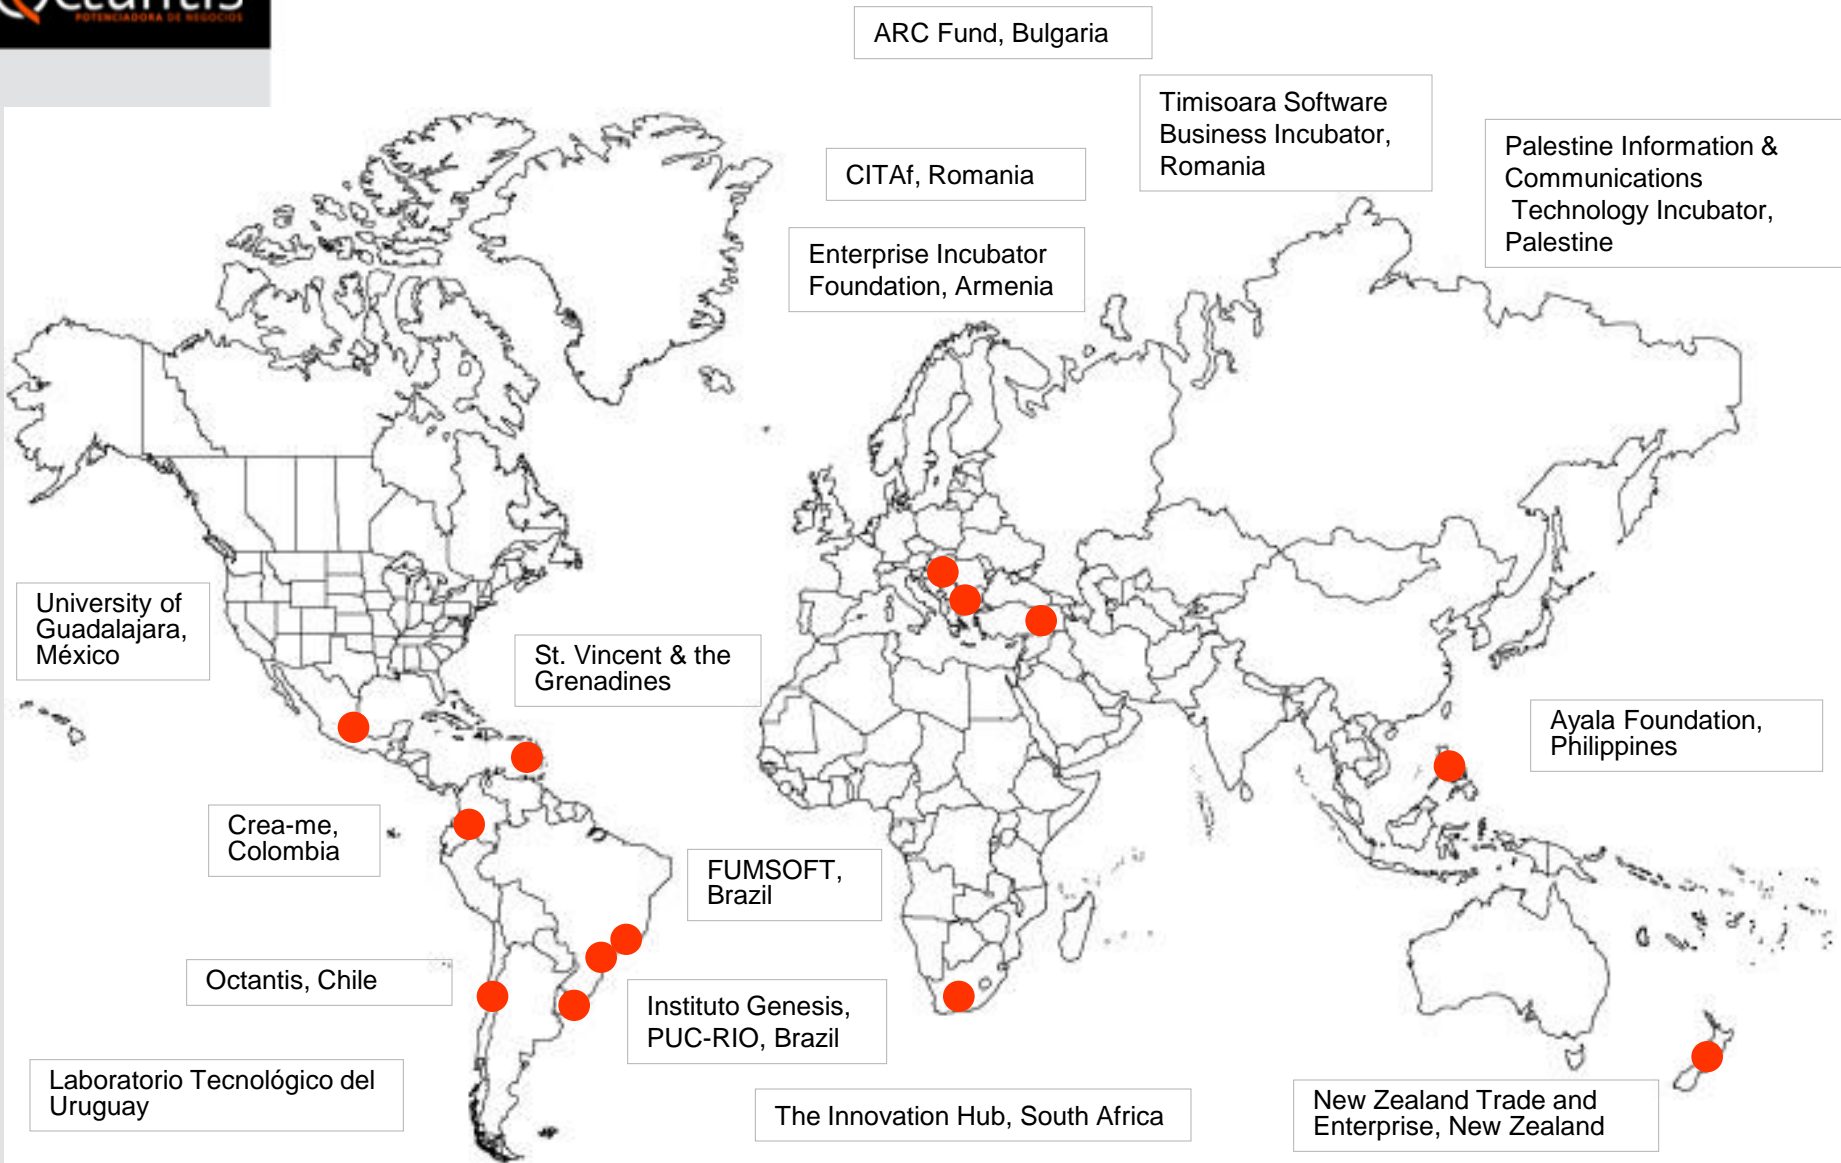 POTENCIADORA DE NEGOCIOS
ARC Fund, Bulgaria
Timisoara Software
Business Incubator,
Romania
Palestine Information &
Communications
Technology Incubator,
Palestine
CITAf, Romania
Enterprise Incubator
Foundation, Armenia
University of
Guadalajara,
México
St. Vincent & the
Grenadines
Ayala Foundation,
Philippines
Crea-me,
Colombia
FUMSOFT,
Brazil
Octantis, Chile
Instituto Genesis,
PUC-RIO, Brazil
Laboratorio Tecnológico del
Uruguay
The Innovation Hub, South Africa
New Zealand Trade and
Enterprise, New Zealand